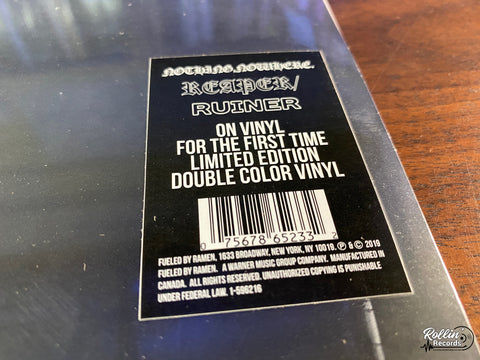 NOTHING,NOWHERE.
REAPER/
RUINER
ON VINYL
FOR THE FIRST TIME
LIMITED EDITION
DOUBLE COLOR VINYL
0 75678 65233 2
FUELED BY RAMEN, 1633 BROADWAY, NEW YORK, NY 10019. ℗ & © 2019
FUELED BY RAMEN. A WARNER MUSIC GROUP COMPANY. MANUFACTURED IN
CANADA. ALL RIGHTS RESERVED. UNAUTHORIZED COPYING IS PUNISHABLE
UNDER FEDERAL LAW. 1-596216
Rollin
Records